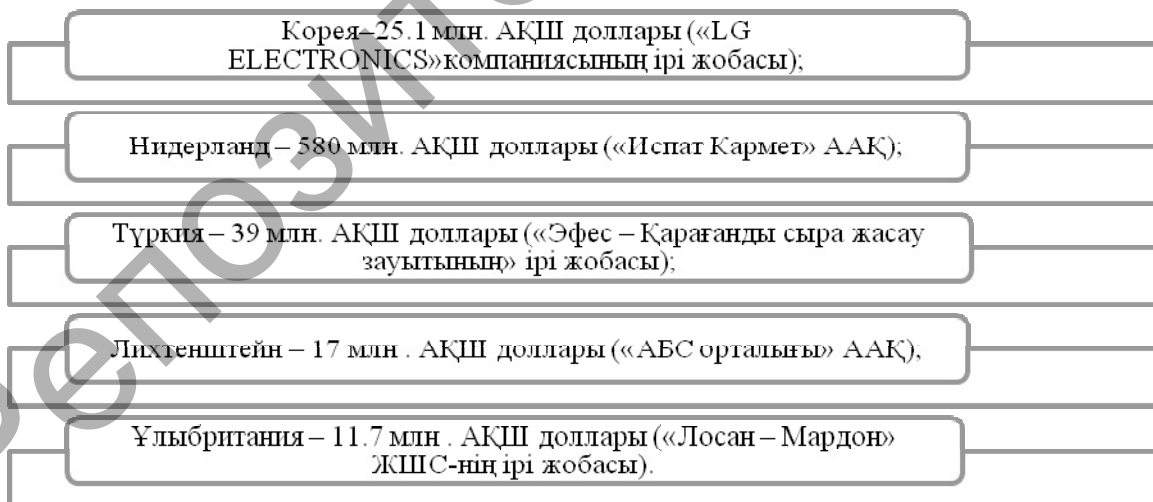 Корея–25.1 млн. АҚШ доллары («LG
ELECTRONICS»компаниясының ірі жобасы);
Нидерланд – 580 млн. АҚШ доллары («Испат Кармет» ААҚ);
Түркия – 39 млн. АҚШ доллары («Эфес – Қарағанды сыра жасау
зауытының» ірі жобасы);
Лихтенштейн – 17 млн . АҚШ доллары («АБС орталығы» ААҚ);
Ұлыбритания – 11.7 млн . АҚШ доллары («Лосан – Мардон»
ЖШС-нің ірі жобасы).